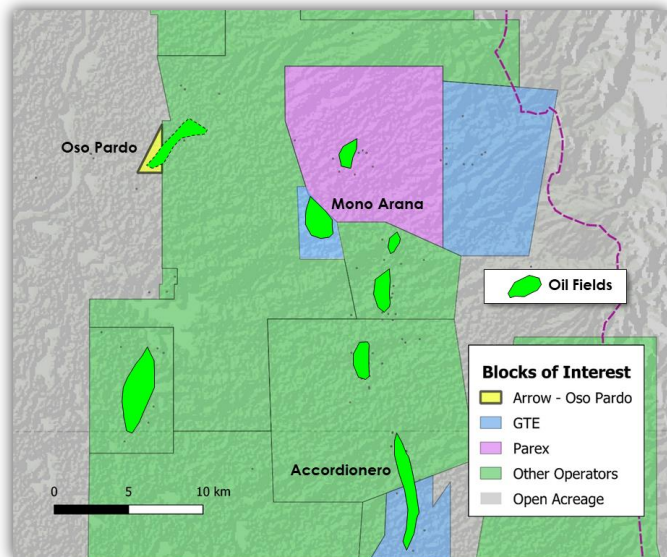 Oso Pardo
Mono Arana
Oil Fields
Blocks of Interest
Arrow - Oso Pardo
GTE
Parex
Other Operators
Open Acreage
Accordionero
0 5 10 km